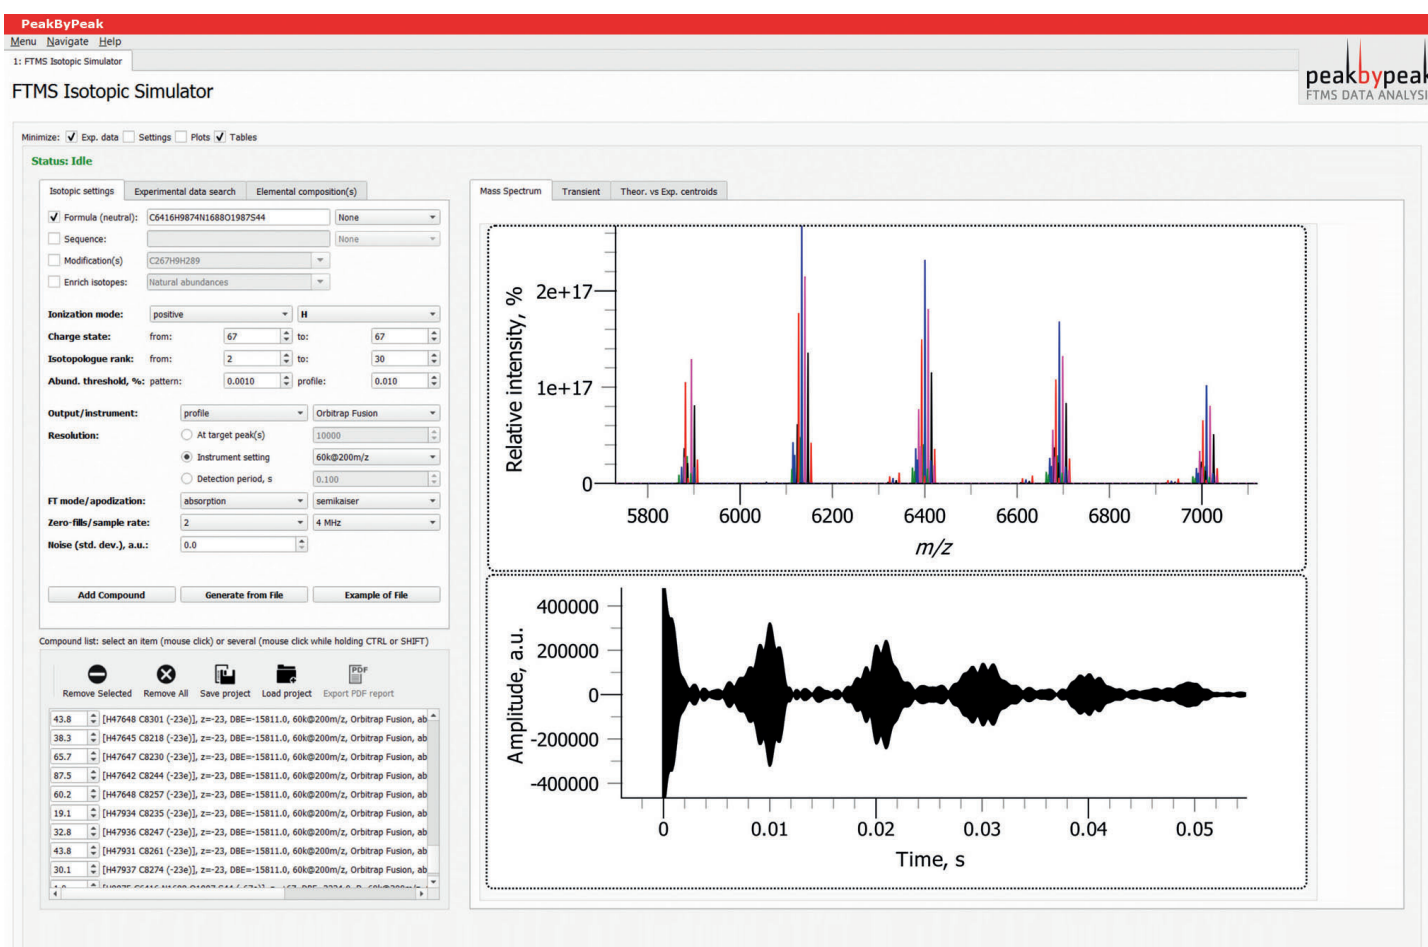 PeakByPeak
Menu Navigate Help
1: FTMS Isotopic Simulator
peakbypeak
FTMS DATA ANALYSI
FTMS Isotopic Simulator
Minimize: Exp. data Settings Plots Tables
Status: Idle
Isotopic settings Experimental data search Elemental composition(s)
Formula (neutral): C6416H9874N1688O1987S44 None
Sequence: None
Modification(s) C267H9H289
Enrich isotopes: Natural abundances
Ionization mode: positive H
Charge state: from: 67 to: 67
Isotopologue rank: from: 2 to: 30
Abund. threshold, %: pattern: 0.0010 profile: 0.010
Output/instrument: profile Orbitrap Fusion
Resolution: At target peak(s) 10000
Instrument setting 60k@200m/z
Detection period, s 0.100
FT mode/apodization: absorption semikaiser
Zero-fills/sample rate: 2 4 MHz
Noise (std. dev.), a.u.: 0.0
Add Compound Generate from File Example of File
Compound list: select an item (mouse click) or several (mouse click while holding CTRL or SHIFT)
PDF
Remove Selected Remove All Save project Load project Export PDF report
43.8 [H47648 C8301 (-23e)], z=-23, DBE=-15811.0, 60k@200m/z, Orbitrap Fusion, ab
38.3 [H47645 C8218 (-23e)], z=-23, DBE=-15811.0, 60k@200m/z, Orbitrap Fusion, ab
65.7 [H47647 C8230 (-23e)], z=-23, DBE=-15811.0, 60k@200m/z, Orbitrap Fusion, ab
87.5 [H47642 C8244 (-23e)], z=-23, DBE=-15811.0, 60k@200m/z, Orbitrap Fusion, ab
60.2 [H47648 C8257 (-23e)], z=-23, DBE=-15811.0, 60k@200m/z, Orbitrap Fusion, ab
19.1 [H47934 C8235 (-23e)], z=-23, DBE=-15811.0, 60k@200m/z, Orbitrap Fusion, ab
32.8 [H47936 C8247 (-23e)], z=-23, DBE=-15811.0, 60k@200m/z, Orbitrap Fusion, ab
43.8 [H47931 C8261 (-23e)], z=-23, DBE=-15811.0, 60k@200m/z, Orbitrap Fusion, ab
30.1 [H47937 C8274 (-23e)], z=-23, DBE=-15811.0, 60k@200m/z, Orbitrap Fusion, ab
Mass Spectrum Transient Theor. vs Exp. centroids
Relative intensity, %
2e+17
1e+17
0
5800 6000 6200 6400 6600 6800 7000
m/z
Amplitude, a.u.
400000
200000
0
-200000
-400000
0 0.01 0.02 0.03 0.04 0.05
Time, s